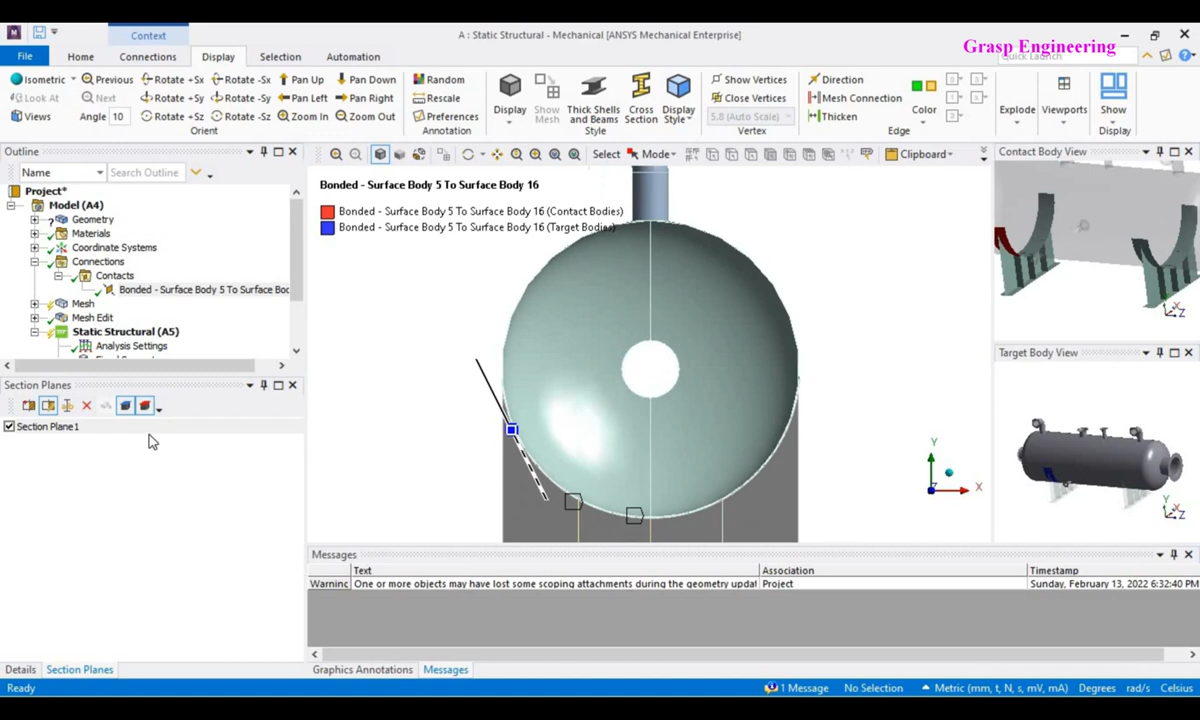 Context
A : Static Structural - Mechanical [ANSYS Mechanical Enterprise]
Grasp Engineering
File Home Connections Display Selection Automation
Quick Launch
Isometric Previous Rotate +Sx Rotate -Sx Pan Up Pan Down Random Show Vertices Direction
Look At Next Rotate +Sy Rotate -Sy Pan Left Pan Right Rescale Close Vertices Mesh Connection
Views Angle 10 Rotate +Sz Rotate -Sz Zoom In Zoom Out Preferences 5.8 (Auto Scale) Thicken
Display Show Mesh Thick Shells and Beams Cross Section Display Style Color Explode Viewports Show
Orient Annotation Style Vertex Edge Display
Outline
Name Search Outline
Select Mode Clipboard
Contact Body View
Project*
Model (A4)
Geometry
Materials
Coordinate Systems
Connections
Contacts
Bonded - Surface Body 5 To Surface Boc
Mesh
Mesh Edit
Static Structural (A5)
Analysis Settings
Bonded - Surface Body 5 To Surface Body 16
Bonded - Surface Body 5 To Surface Body 16 (Contact Bodies)
Bonded - Surface Body 5 To Surface Body 16 (Target Bodies)
Y
X
Z
X
Z
Target Body View
Y
X
Z
Section Planes
Section Plane1
Messages
Text Association Timestamp
Warninc One or more objects may have lost some scoping attachments during the geometry updat Project Sunday, February 13, 2022 6:32:40 PM
Details Section Planes
Graphics Annotations Messages
Ready 1 Message No Selection Metric (mm, t, N, s, mV, mA) Degrees rad/s Celsius